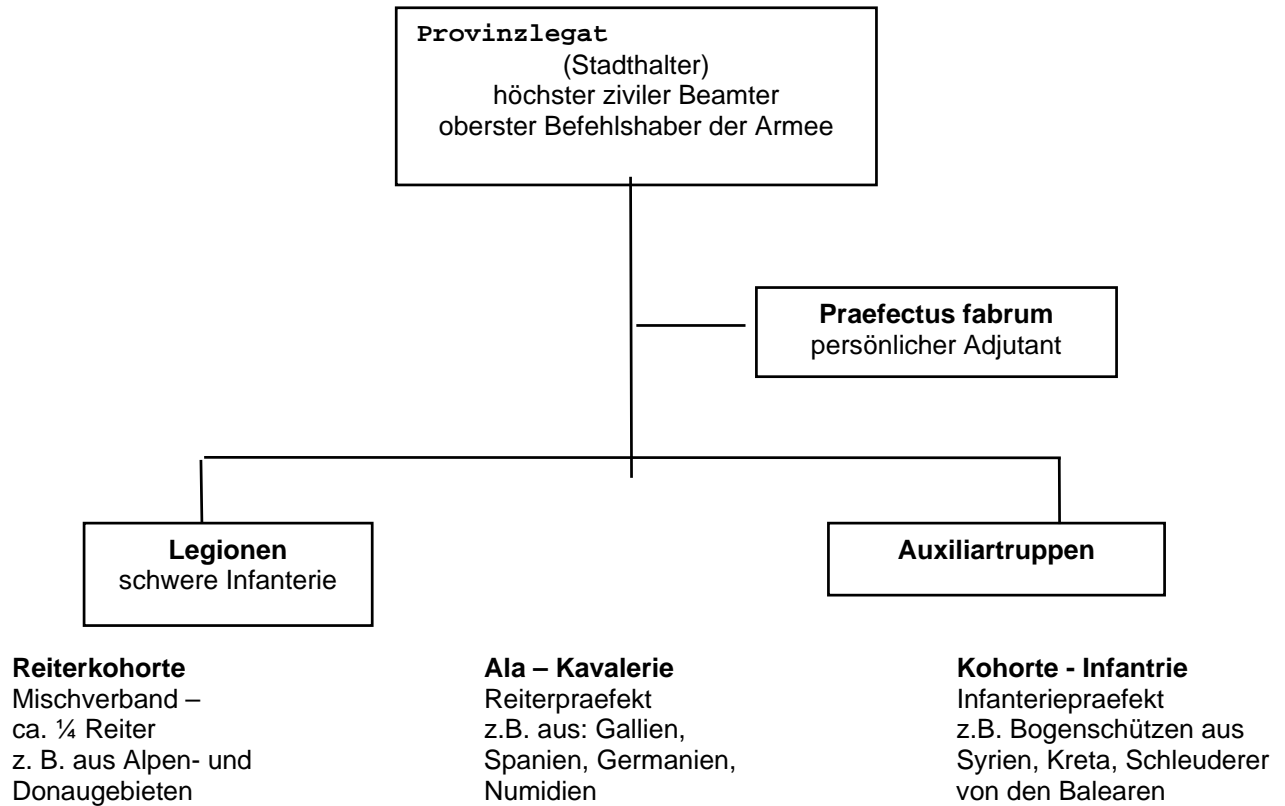 Provinzlegat
(Stadthalter)
höchster ziviler Beamter
oberster Befehlshaber der Armee
Praefectus fabrum
persönlicher Adjutant
Legionen
schwere Infanterie
Auxiliartruppen
Reiterkohorte
Mischverband –
ca. ¼ Reiter
z. B. aus Alpen- und
Donaugebieten
Ala – Kavalerie
Reiterpraefekt
z.B. aus: Gallien,
Spanien, Germanien,
Numidien
Kohorte - Infantrie
Infanteriepraefekt
z.B. Bogenschützen aus
Syrien, Kreta, Schleuderer
von den Balearen